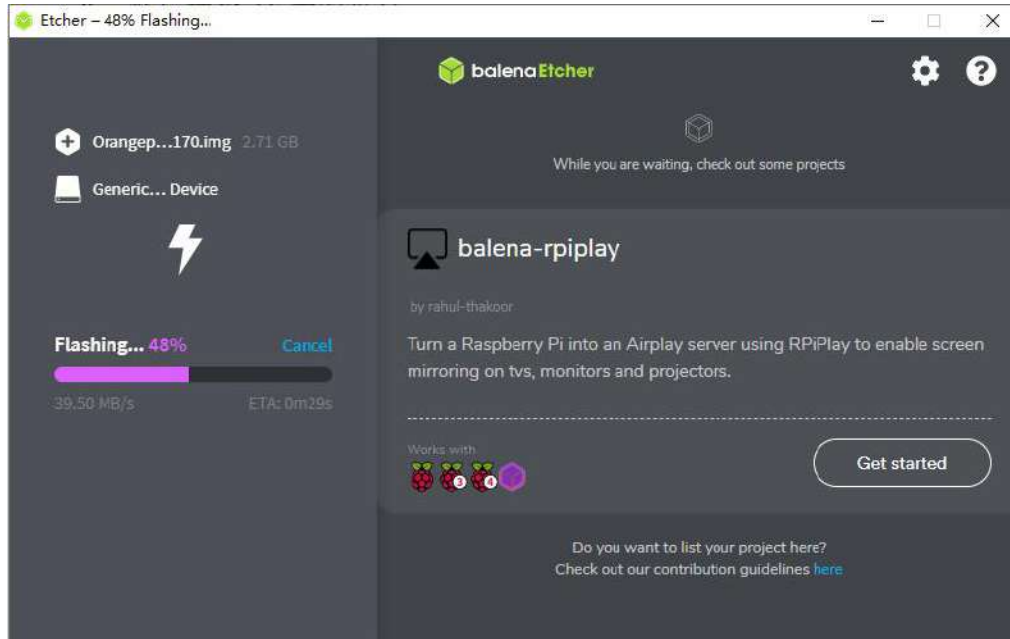 Etcher – 48% Flashing...
balenaEtcher
Orangep...170.img 2.71 GB
Generic... Device
Flashing... 48% Cancel
39.50 MB/s ETA: 0m29s
While you are waiting, check out some projects
balena-rpiplay
by rahul-thakoor
Turn a Raspberry Pi into an Airplay server using RPiPlay to enable screen
mirroring on tvs, monitors and projectors.
Works with
3
4
Get started
Do you want to list your project here?
Check out our contribution guidelines here